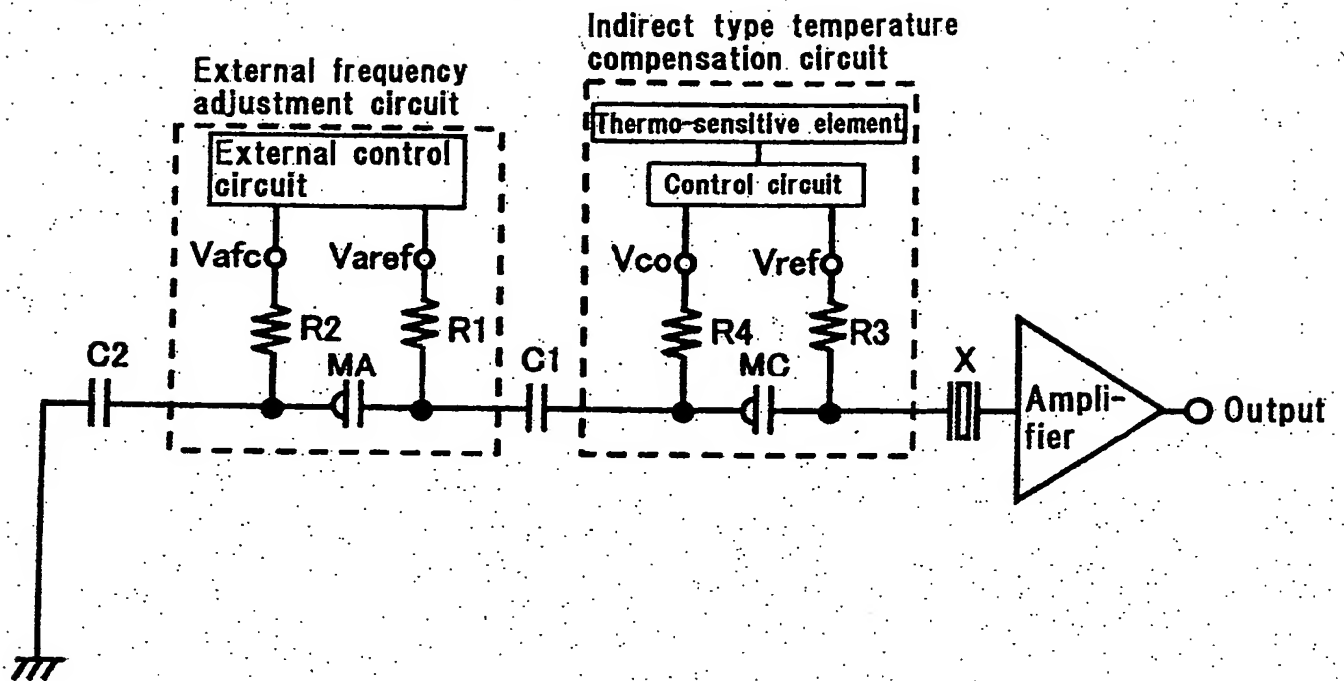 Indirect type temperature
compensation circuit
External frequency
adjustment circuit
Thermo-sensitive element
External control
circuit
Control circuit
Vafc
Varef
Vco
Vref
R2
R1
R4
R3
C2
MA
C1
MC
X
Ampli-
fier
Output